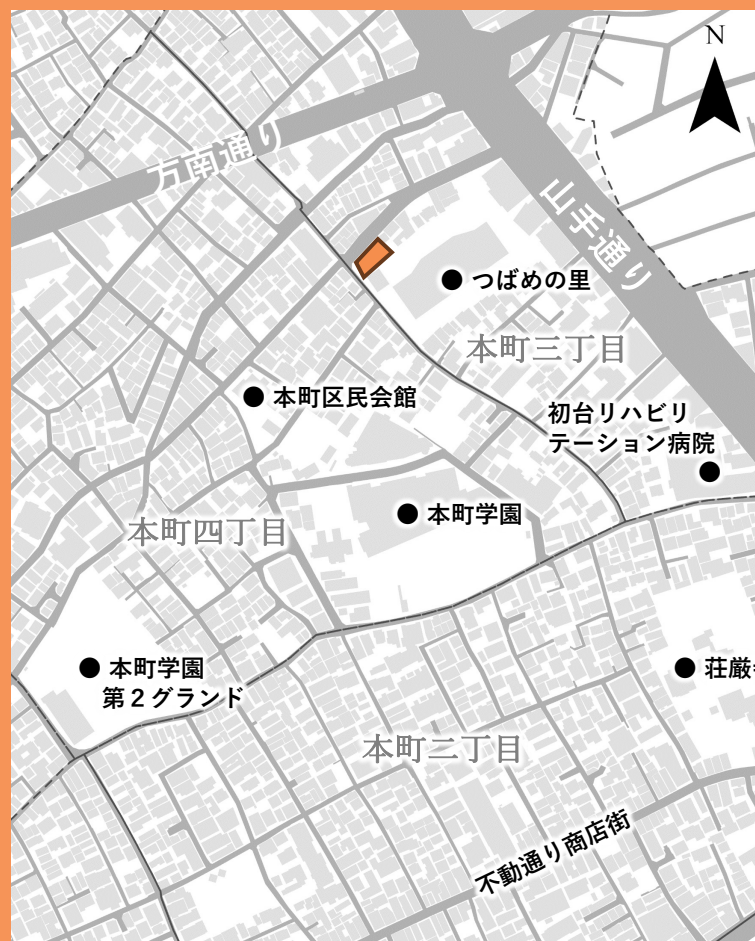 N
方南通り
山手通り
つばめの里
本町三丁目
本町区民会館
初台リハビリ
テーション病院
本町学園
本町四丁目
本町学園
第２グランド
荘厳
本町二丁目
不動通り商店街